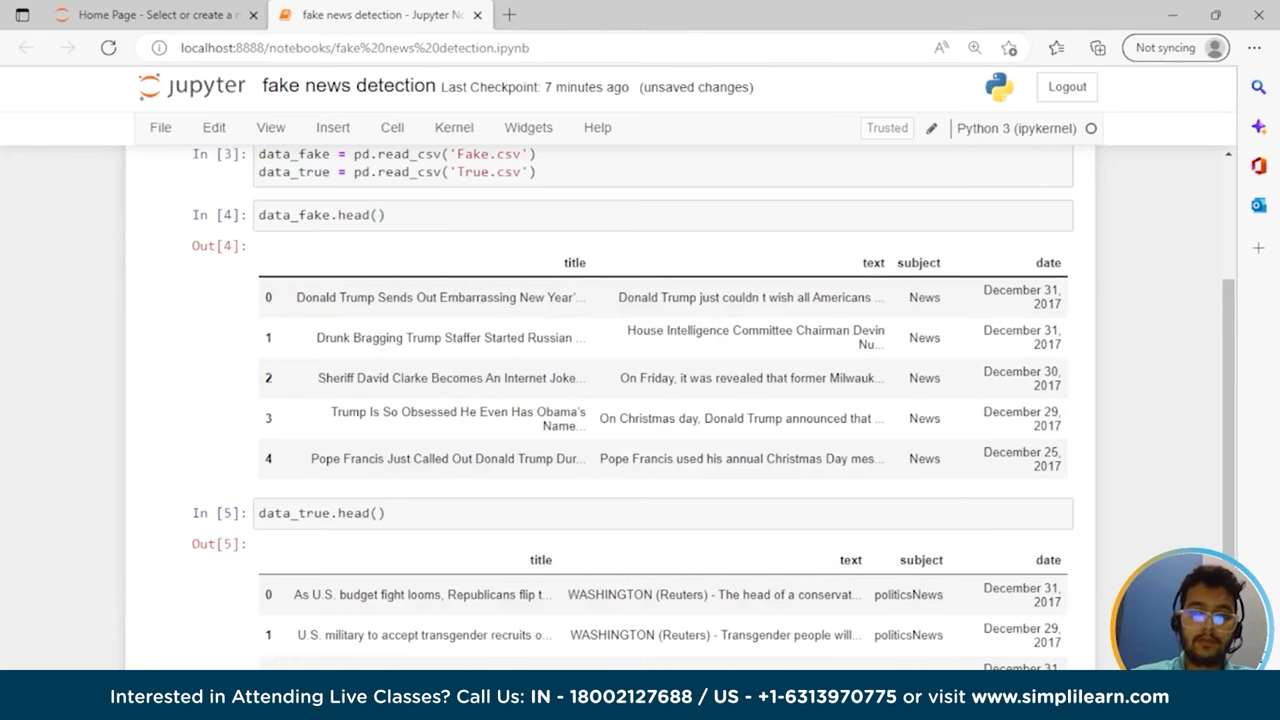 Home Page - Select or create a n
fake news detection - Jupyter No
localhost:8888/notebooks/fake%20news%20detection.ipynb
Not syncing
jupyter fake news detection Last Checkpoint: 7 minutes ago (unsaved changes)
Logout
File Edit View Insert Cell Kernel Widgets Help Trusted Python 3 (ipykernel)
In [3]: data_fake = pd.read_csv('Fake.csv')
data_true = pd.read_csv('True.csv')
In [4]: data_fake.head()
Out[4]:
title text subject date
0 Donald Trump Sends Out Embarrassing New Year'... Donald Trump just couldn t wish all Americans ... News December 31, 2017
1 Drunk Bragging Trump Staffer Started Russian ... House Intelligence Committee Chairman Devin Nu... News December 31, 2017
2 Sheriff David Clarke Becomes An Internet Joke... On Friday, it was revealed that former Milwauk... News December 30, 2017
3 Trump Is So Obsessed He Even Has Obama's Name... On Christmas day, Donald Trump announced that ... News December 29, 2017
4 Pope Francis Just Called Out Donald Trump Dur... Pope Francis used his annual Christmas Day mes... News December 25, 2017
In [5]: data_true.head()
Out[5]:
title text subject date
0 As U.S. budget fight looms, Republicans flip t... WASHINGTON (Reuters) - The head of a conservat... politicsNews December 31, 2017
1 U.S. military to accept transgender recruits o... WASHINGTON (Reuters) - Transgender people will... politicsNews December 29, 2017
Interested in Attending Live Classes? Call Us: IN - 18002127688 / US - +1-6313970775 or visit www.simplilearn.com